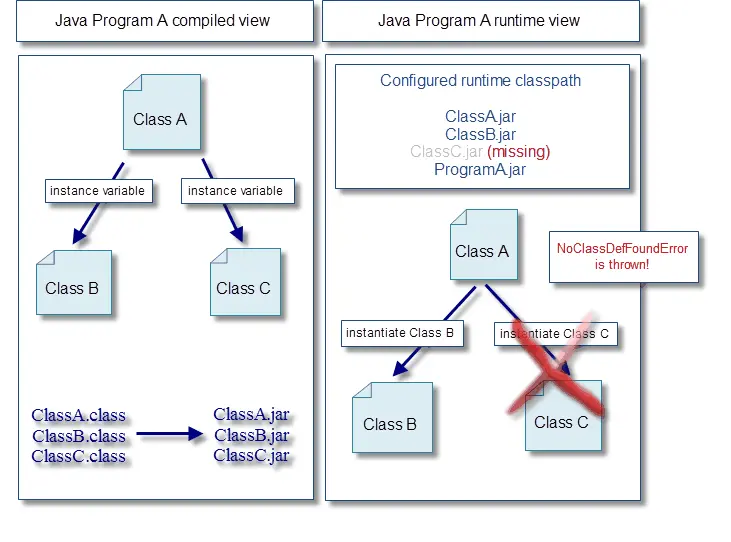 Java Program A compiled view
Java Program A runtime view
Class A
instance variable
instance variable
Class B
Class C
ClassA.class
ClassB.class
ClassC.class
ClassA.jar
ClassB.jar
ClassC.jar
Configured runtime classpath
ClassA.jar
ClassB.jar
ClassC.jar (missing)
ProgramA.jar
Class A
NoClassDefFoundError
is thrown!
instantiate Class B
instantiate Class C
Class B
Class C